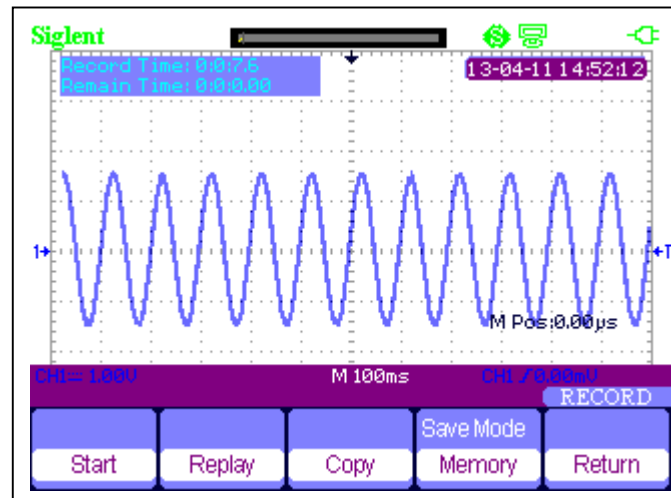 Siglent
Record Time: 0:0:7.6
Remain Time: 0:0:0.00
13-04-11 14:52:12
1
T
M Pos:0.00µs
CH1 1.00V M 100ms CH1 0.00mV
RECORD
Save Mode
Start Replay Copy Memory Return